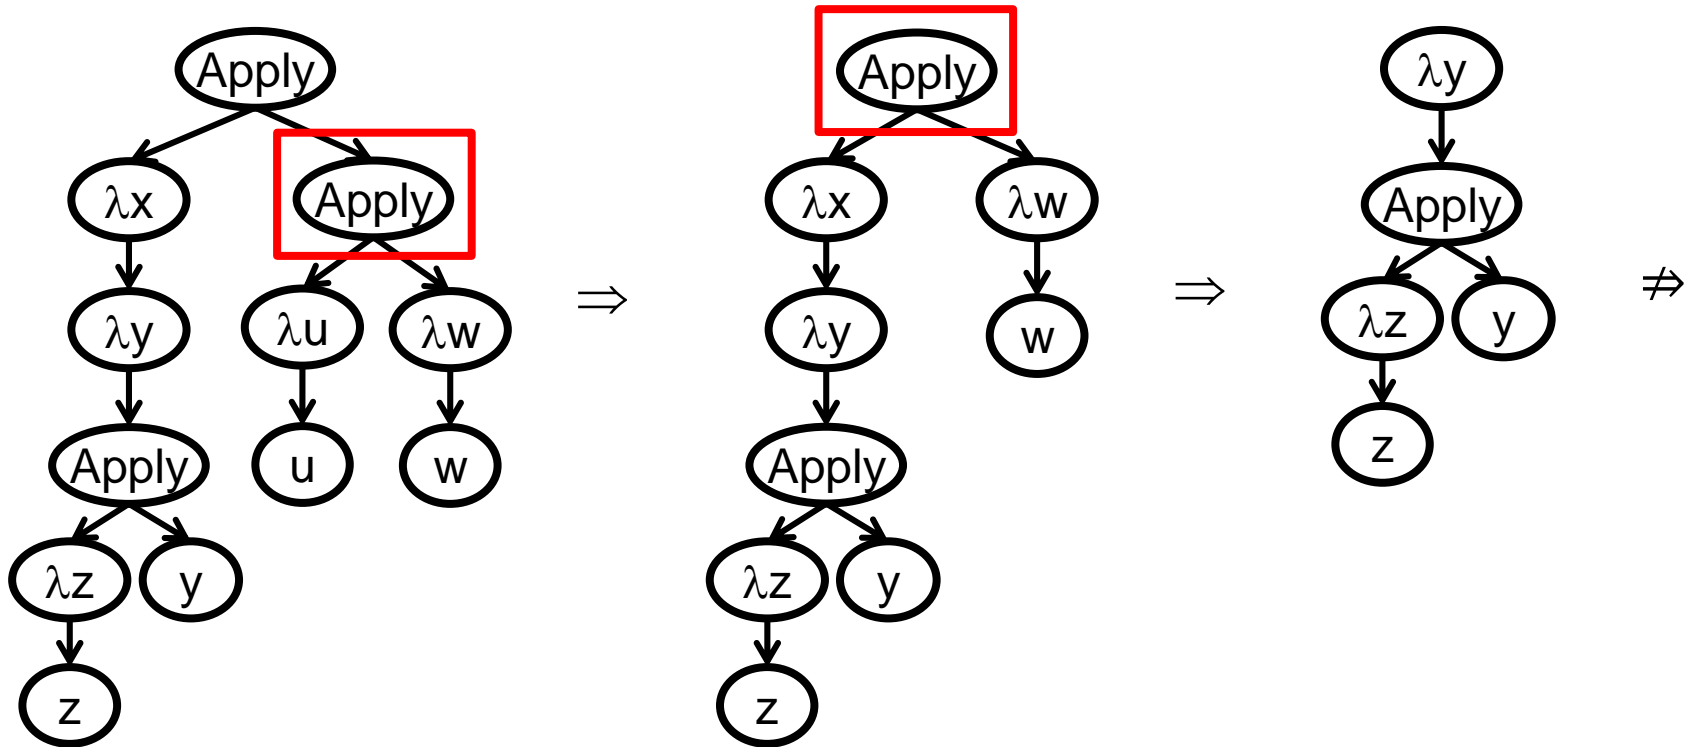 Apply Apply λy
λx Apply λx λw Apply
λy λu λw ⇒ λy w ⇒ λz y ⇏
Apply u w Apply z
λz y λz y
z z